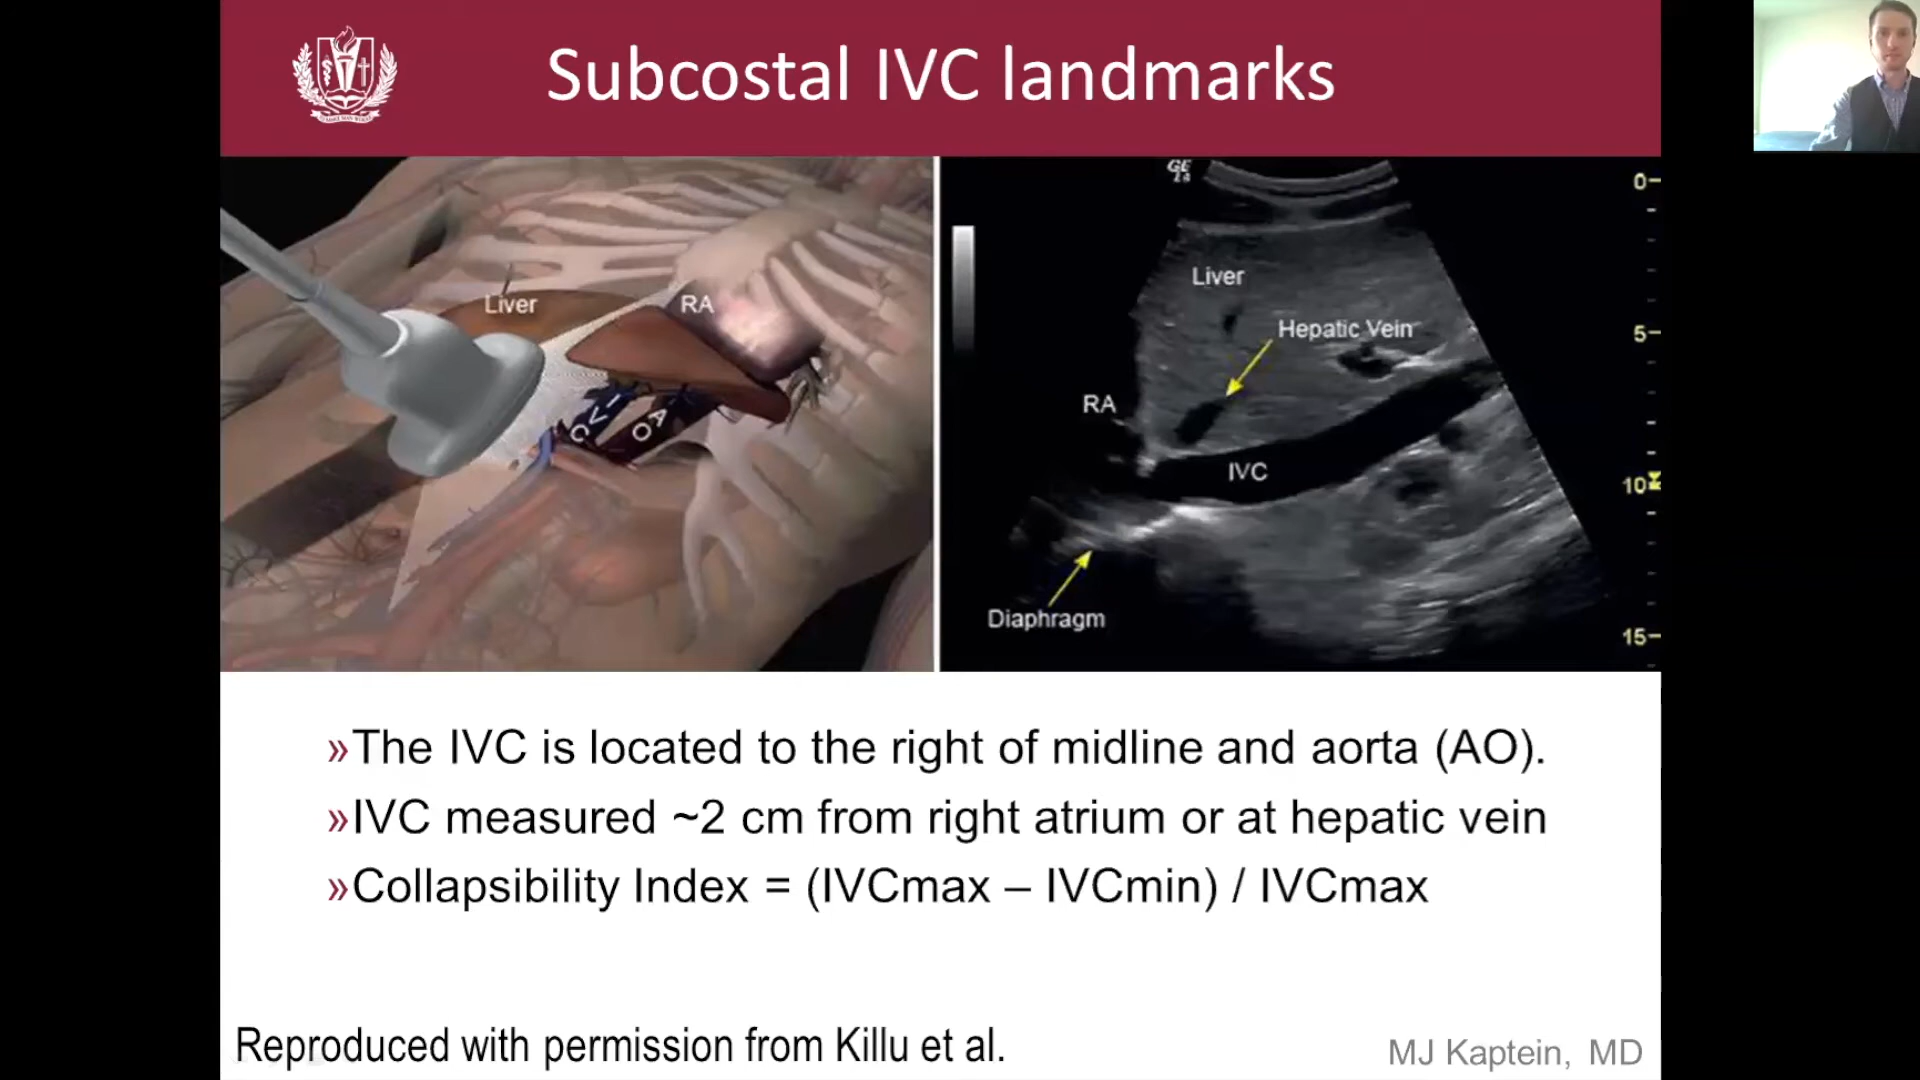 Subcostal IVC landmarks
Liver
RA
IVC
AO
GE
Liver
Hepatic Vein
RA
IVC
Diaphragm
0
5
10
15
»The IVC is located to the right of midline and aorta (AO).
»IVC measured ~2 cm from right atrium or at hepatic vein
»Collapsibility Index = (IVCmax – IVCmin) / IVCmax
Reproduced with permission from Killu et al.
MJ Kaptein, MD